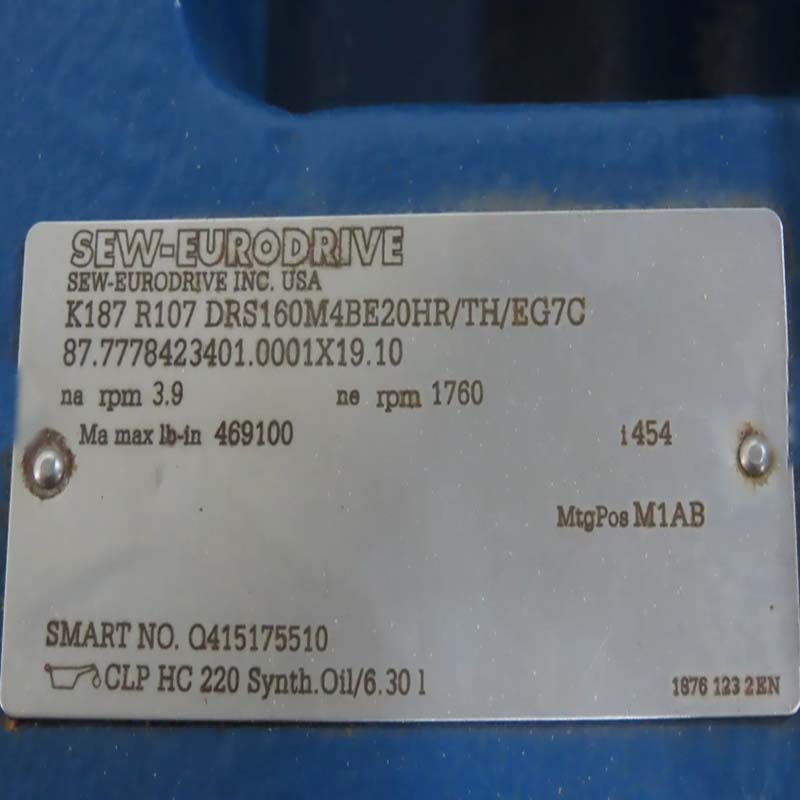 SEW-EURODRIVE
SEW-EURODRIVE INC. USA
K187 R107 DRS160M4BE20HR/TH/EG7C
87.7778423401.0001X19.10
na rpm 3.9 ne rpm 1760
Ma max lb-in 469100 i 454
MtgPos M1AB
SMART NO. Q415175510
CLP HC 220 Synth.Oil/6.30 l
1876 123 2EN